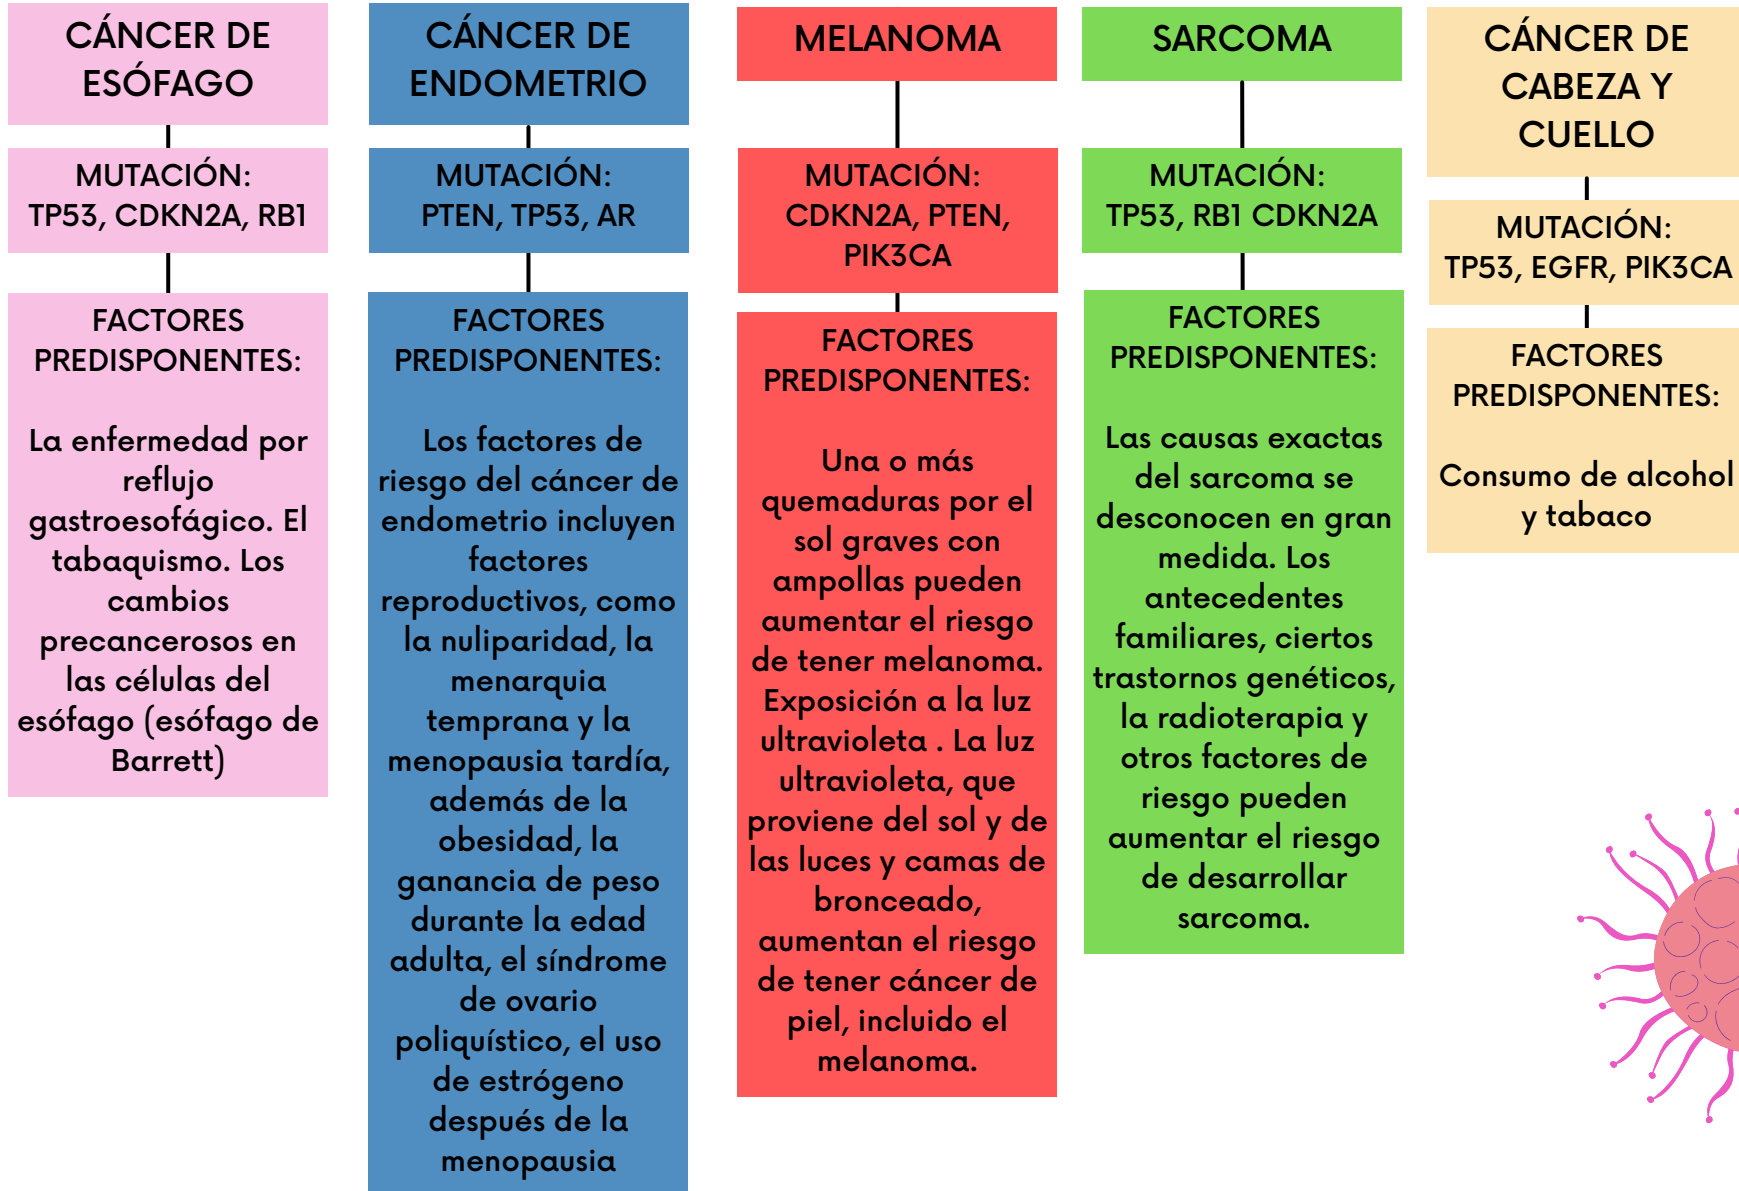 CÁNCER DE
ESÓFAGO
MUTACIÓN:
TP53, CDKN2A, RB1
FACTORES
PREDISPONENTES:
La enfermedad por
reflujo
gastroesofágico. El
tabaquismo. Los
cambios
precancerosos en
las células del
esófago (esófago de
Barrett)
CÁNCER DE
ENDOMETRIO
MUTACIÓN:
PTEN, TP53, AR
FACTORES
PREDISPONENTES:
Los factores de
riesgo del cáncer de
endometrio incluyen
factores
reproductivos, como
la nuliparidad, la
menarquia
temprana y la
menopausia tardía,
además de la
obesidad, la
ganancia de peso
durante la edad
adulta, el síndrome
de ovario
poliquístico, el uso
de estrógeno
después de la
menopausia
MELANOMA
MUTACIÓN:
CDKN2A, PTEN,
PIK3CA
FACTORES
PREDISPONENTES:
Una o más
quemaduras por el
sol graves con
ampollas pueden
aumentar el riesgo
de tener melanoma.
Exposición a la luz
ultravioleta . La luz
ultravioleta, que
proviene del sol y de
las luces y camas de
bronceado,
aumentan el riesgo
de tener cáncer de
piel, incluido el
melanoma.
SARCOMA
MUTACIÓN:
TP53, RB1 CDKN2A
FACTORES
PREDISPONENTES:
Las causas exactas
del sarcoma se
desconocen en gran
medida. Los
antecedentes
familiares, ciertos
trastornos genéticos,
la radioterapia y
otros factores de
riesgo pueden
aumentar el riesgo
de desarrollar
sarcoma.
CÁNCER DE
CABEZA Y
CUELLO
MUTACIÓN:
TP53, EGFR, PIK3CA
FACTORES
PREDISPONENTES:
Consumo de alcohol
y tabaco